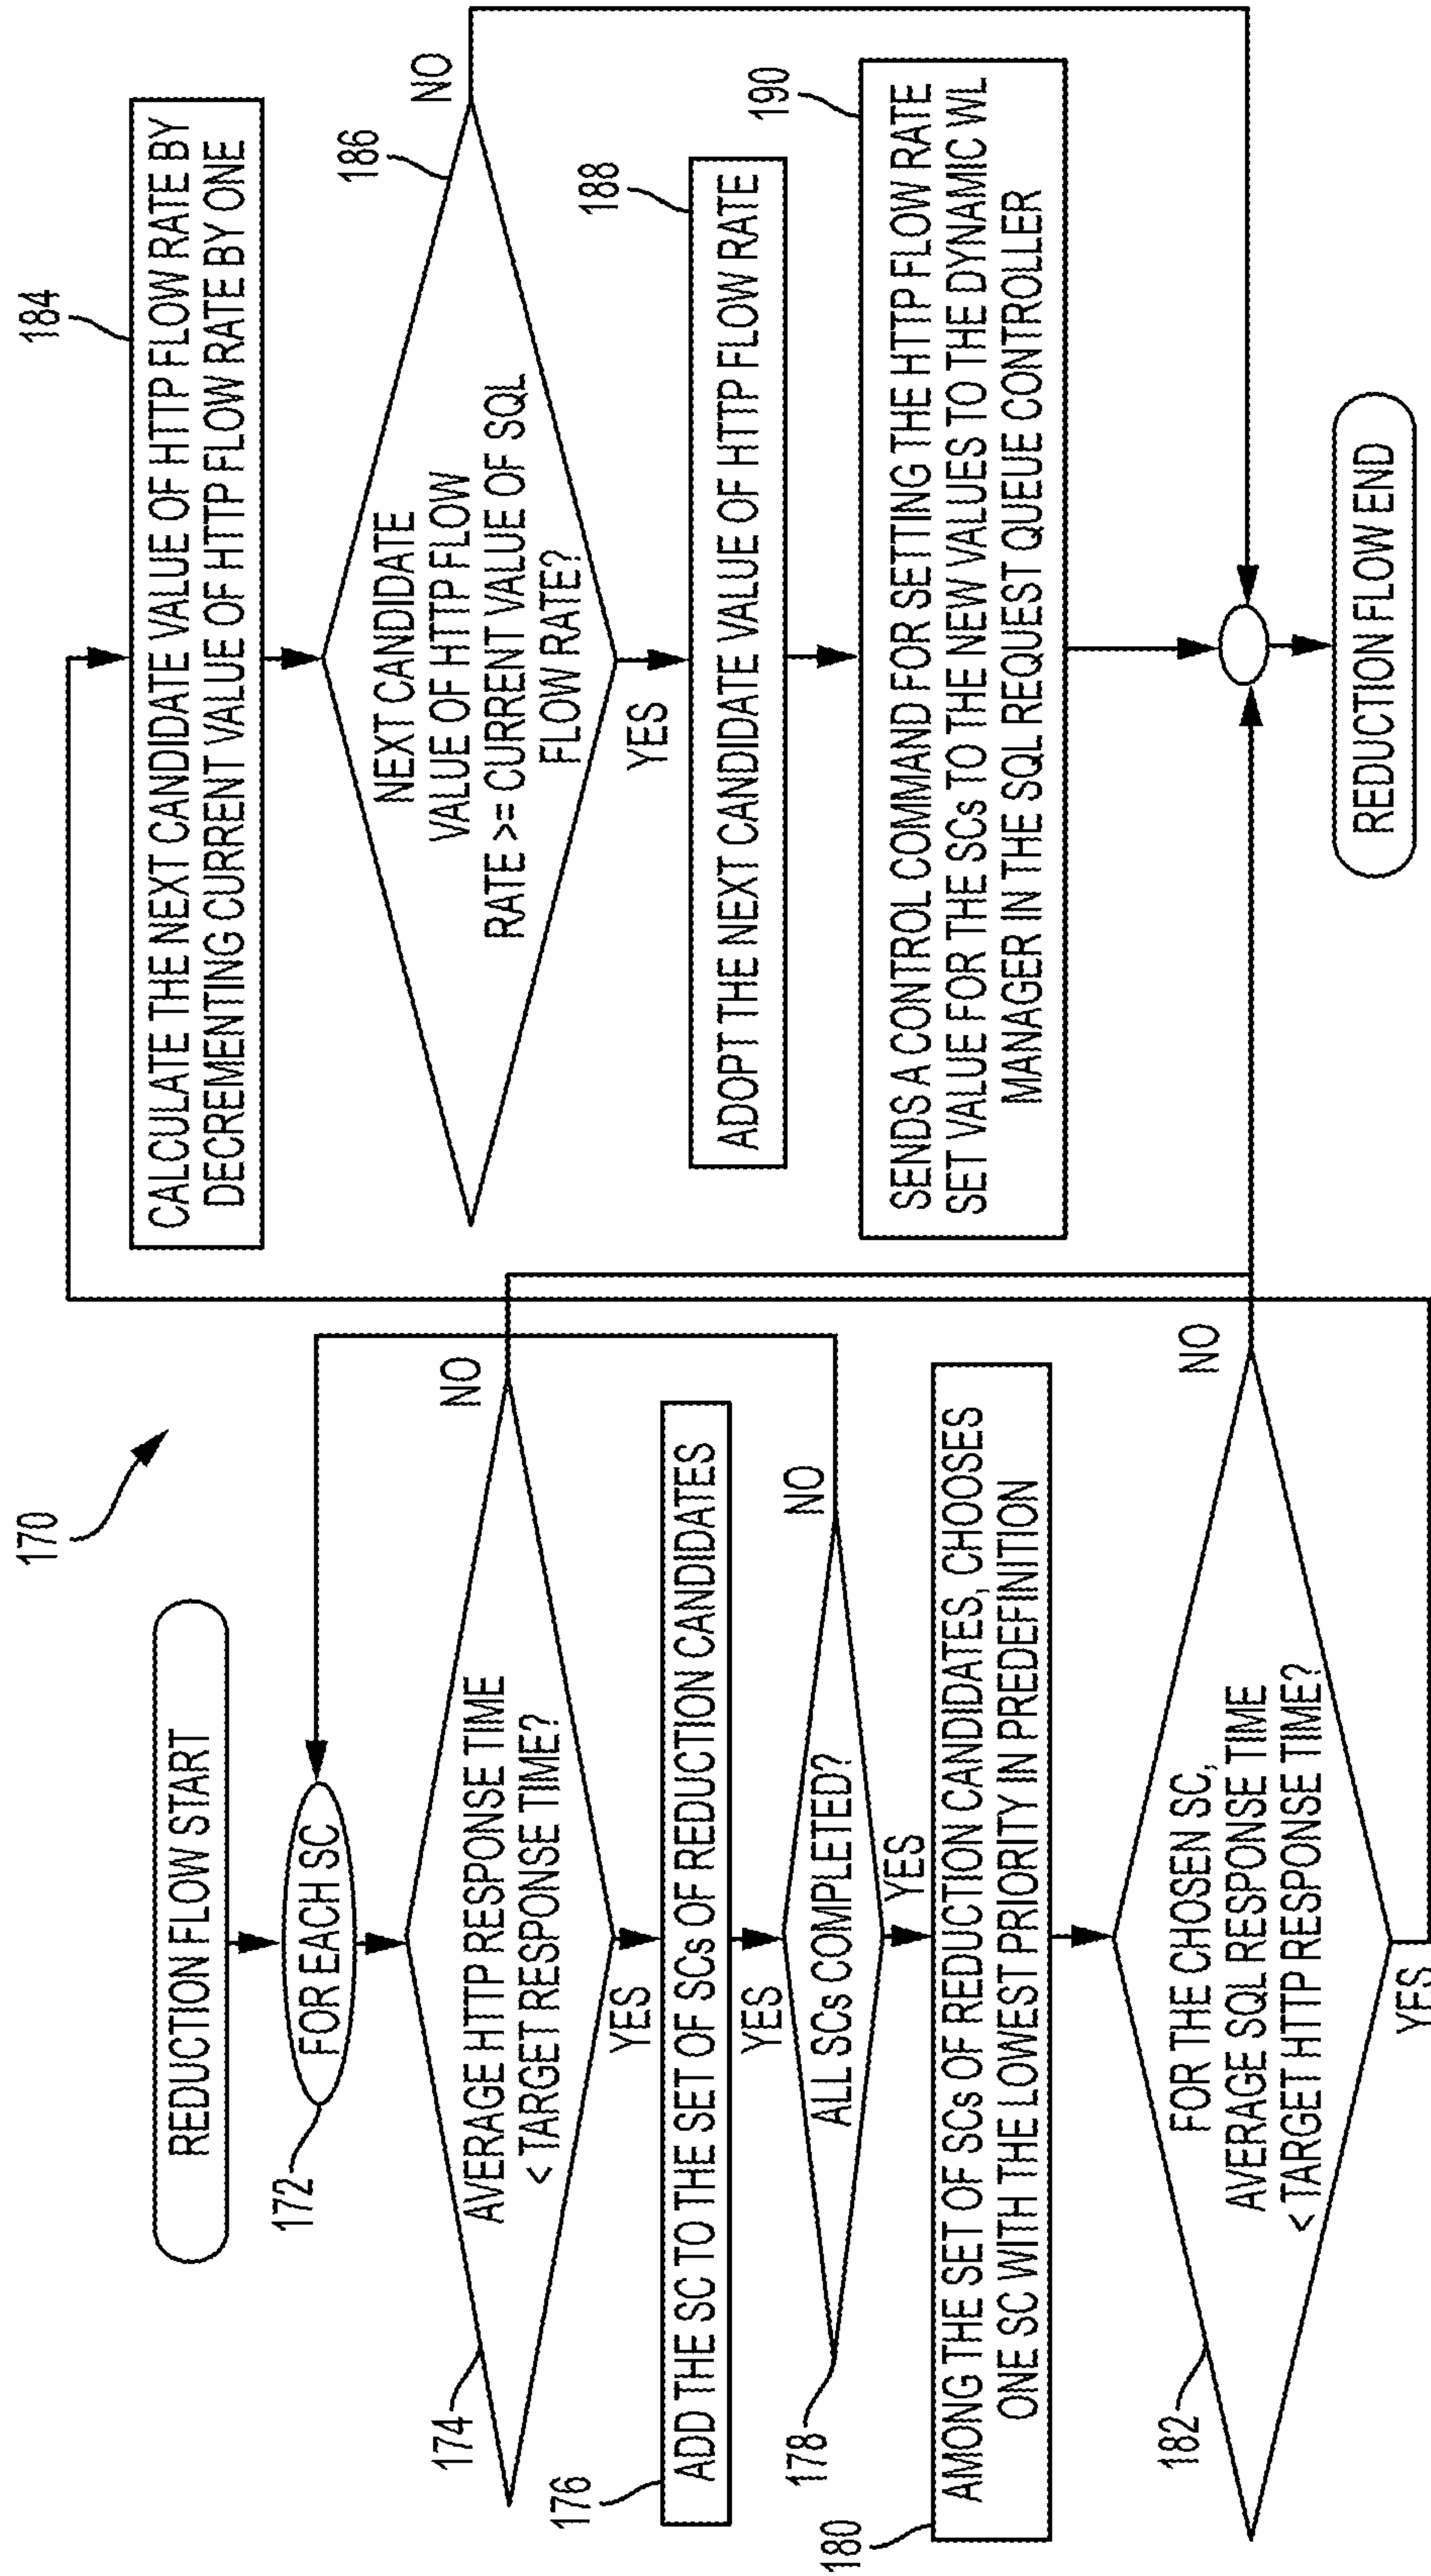 170
REDUCTION FLOW START
172
FOR EACH SC
174
AVERAGE HTTP RESPONSE TIME
< TARGET RESPONSE TIME?
NO
YES
176
ADD THE SC TO THE SET OF SCs OF REDUCTION CANDIDATES
YES
178
ALL SCs COMPLETED?
NO
YES
180
AMONG THE SET OF SCs OF REDUCTION CANDIDATES, CHOOSES
ONE SC WITH THE LOWEST PRIORITY IN PREDEFINITION
182
FOR THE CHOSEN SC,
AVERAGE SQL RESPONSE TIME
< TARGET HTTP RESPONSE TIME?
NO
YES
184
CALCULATE THE NEXT CANDIDATE VALUE OF HTTP FLOW RATE BY
DECREMENTING CURRENT VALUE OF HTTP FLOW RATE BY ONE
186
NEXT CANDIDATE
VALUE OF HTTP FLOW
RATE >= CURRENT VALUE OF SQL
FLOW RATE?
NO
YES
188
ADOPT THE NEXT CANDIDATE VALUE OF HTTP FLOW RATE
190
SENDS A CONTROL COMMAND FOR SETTING THE HTTP FLOW RATE
SET VALUE FOR THE SCs TO THE NEW VALUES TO THE DYNAMIC WL
MANAGER IN THE SQL REQUEST QUEUE CONTROLLER
REDUCTION FLOW END